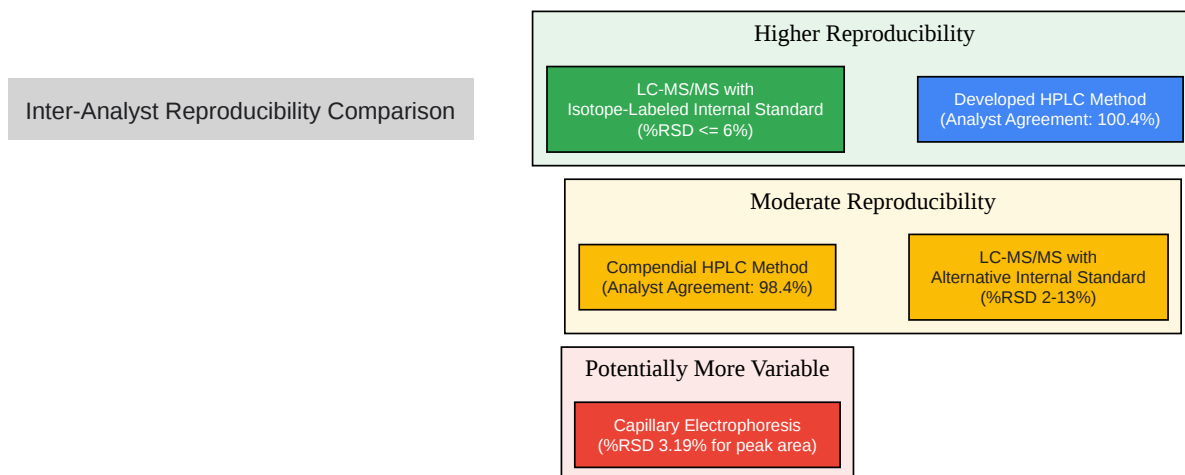 Inter-Analyst Reproducibility Comparison
Higher Reproducibility
LC-MS/MS with
Isotope-Labeled Internal Standard
(%RSD <= 6%)
Developed HPLC Method
(Analyst Agreement: 100.4%)
Moderate Reproducibility
Compendial HPLC Method
(Analyst Agreement: 98.4%)
LC-MS/MS with
Alternative Internal Standard
(%RSD 2-13%)
Potentially More Variable
Capillary Electrophoresis
(%RSD 3.19% for peak area)